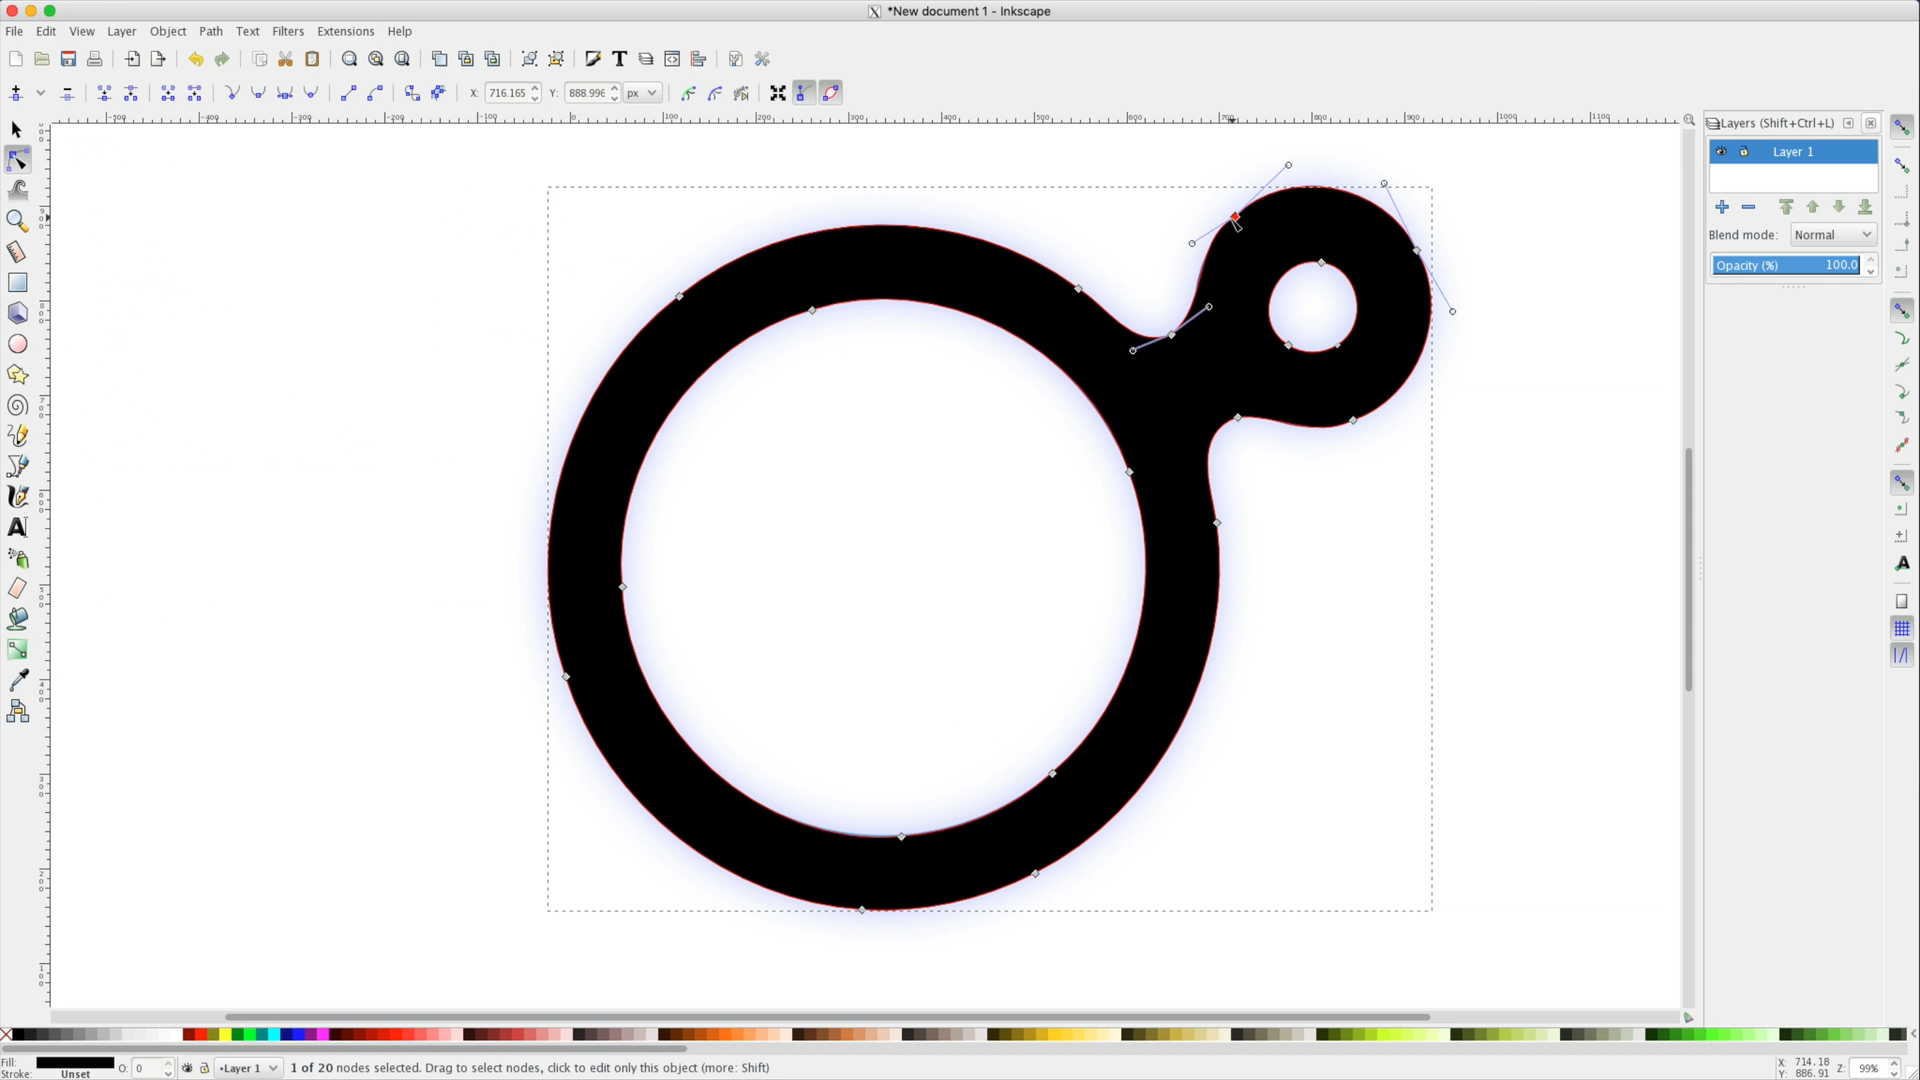 *New document 1 - Inkscape
File Edit View Layer Object Path Text Filters Extensions Help
X: 716.165 Y: 888.996 px
Layers (Shift+Ctrl+L)
Layer 1
Blend mode: Normal
Opacity (%) 100.0
Fill:
Stroke: Unset
O: 0
•Layer 1
1 of 20 nodes selected. Drag to select nodes, click to edit only this object (more: Shift)
X: 714.18
Y: 886.91
Z: 99%